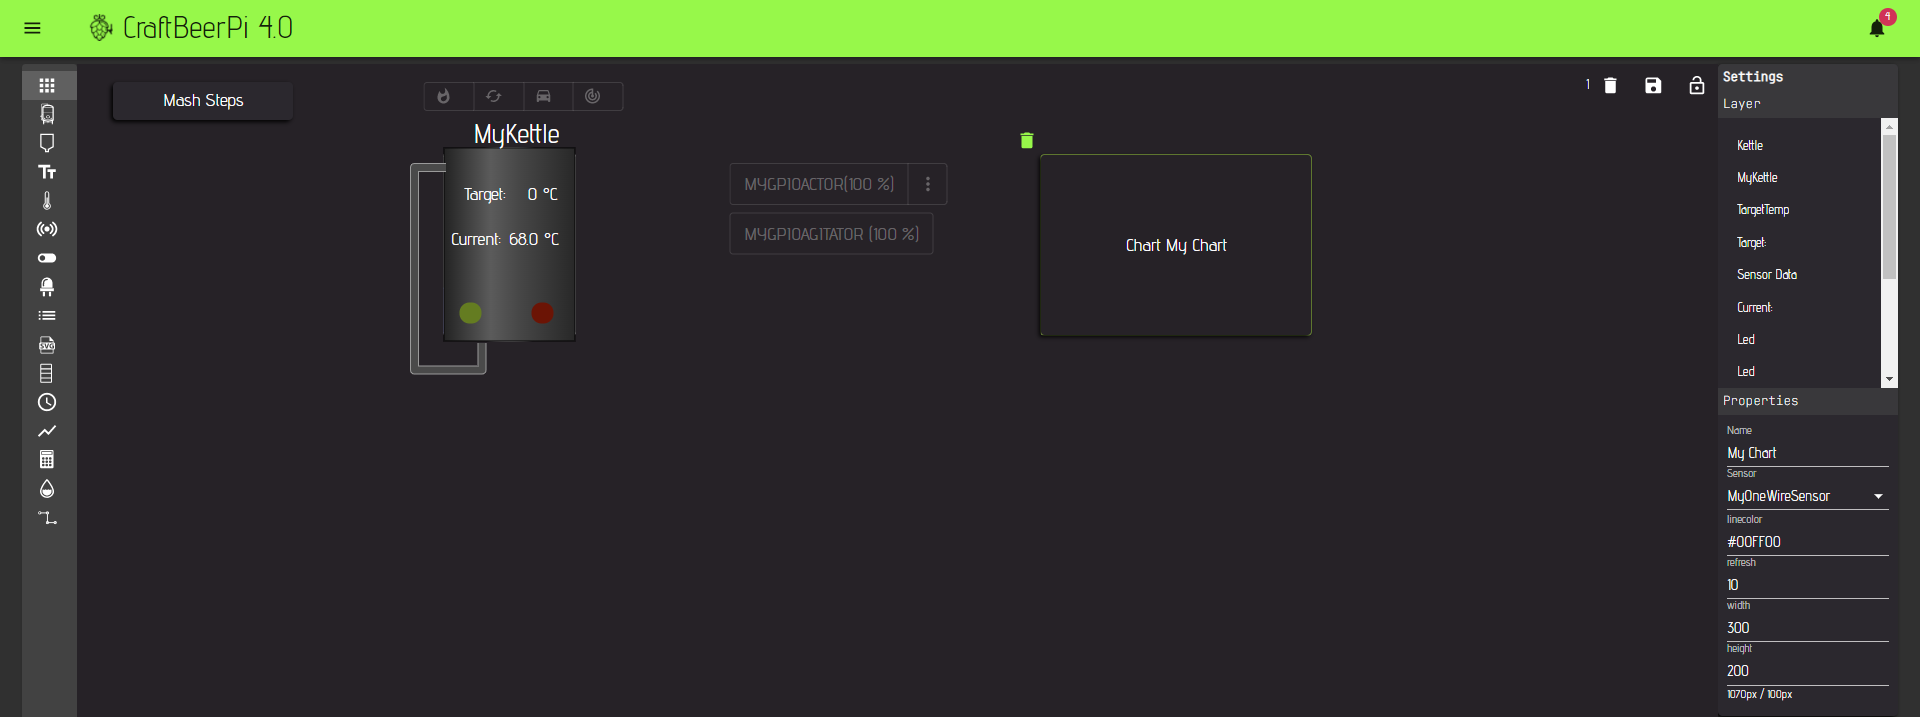 CraftBeerPi 4.0
4
Mash Steps
1
MyKettle
Target: 0 °C
Current: 68.0 °C
MYGPIOACTOR(100 %)
MYGPIOAGITATOR (100 %)
Chart My Chart
SVG
Settings
Layer
Kettle
MyKettle
TargetTemp
Target:
Sensor Data
Current:
Led
Led
Properties
Name
My Chart
Sensor
MyOneWireSensor
linecolor
#00FF00
refresh
10
width
300
height
200
1070px / 100px